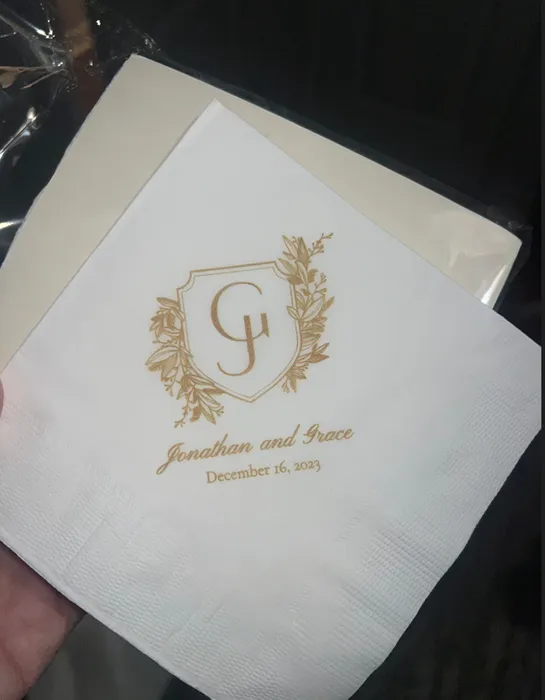 GJ
Jonathan and Grace
December 16, 2023